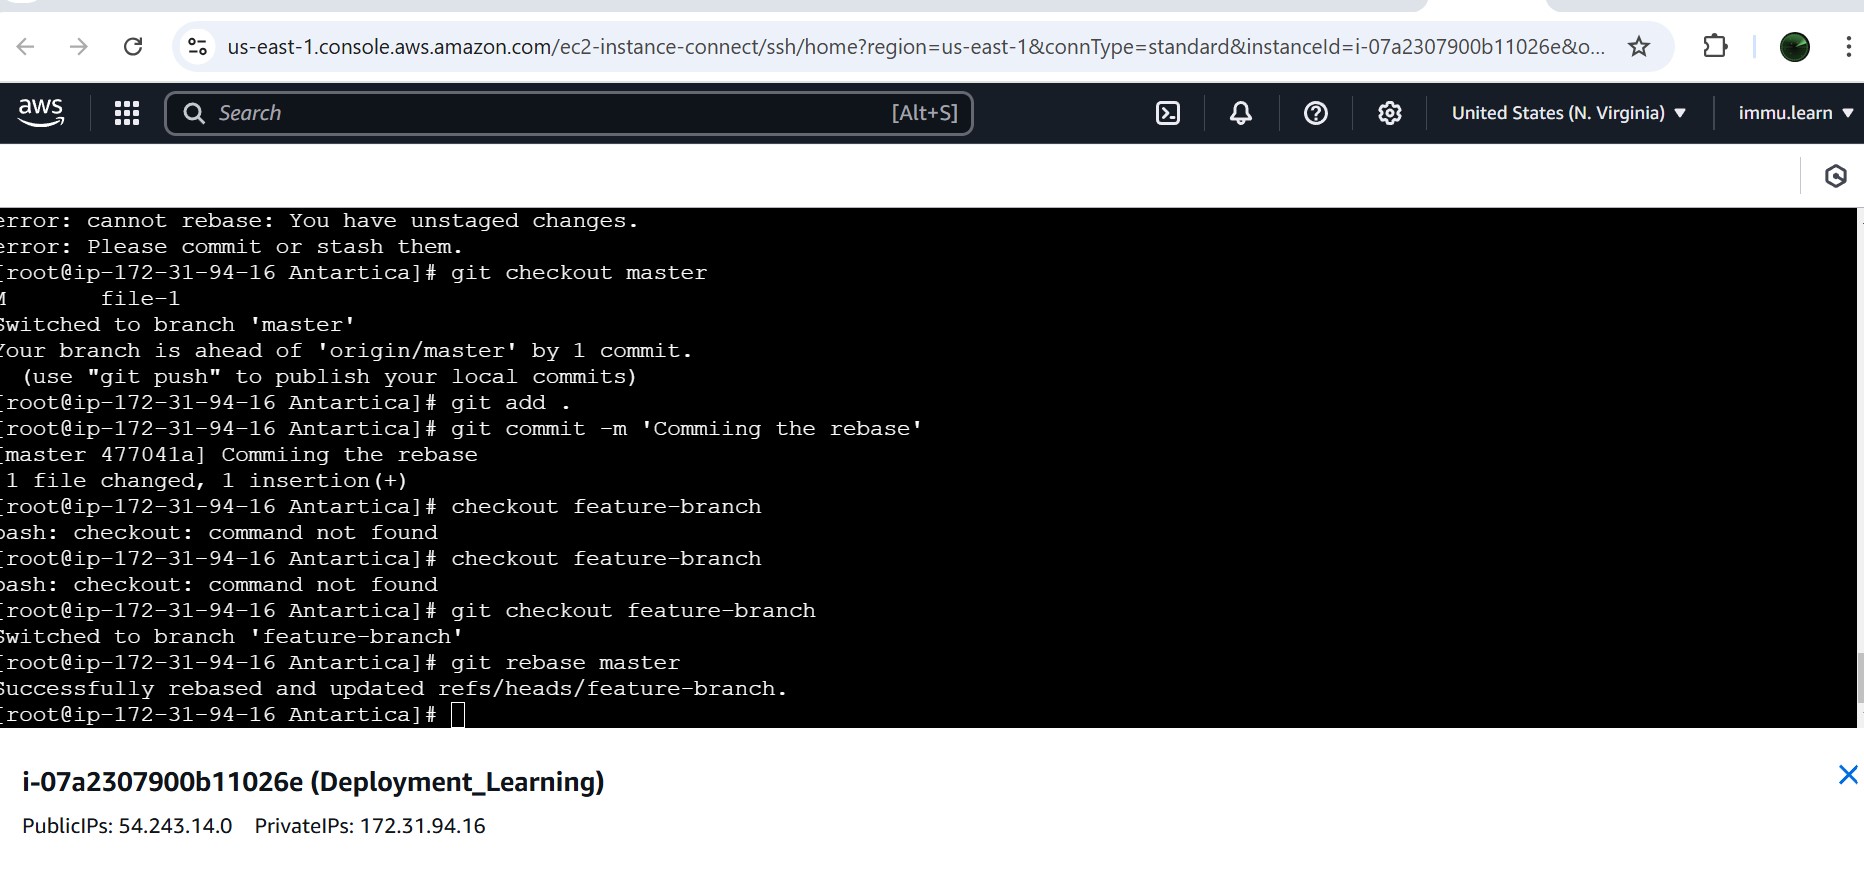 us-east-1.console.aws.amazon.com/ec2-instance-connect/ssh/home?region=us-east-1&connType=standard&instanceId=i-07a2307900b11026e&o...
aws Search [Alt+S] United States (N. Virginia) immu.learn
error: cannot rebase: You have unstaged changes.
error: Please commit or stash them.
[root@ip-172-31-94-16 Antartica]# git checkout master
M file-1
Switched to branch 'master'
Your branch is ahead of 'origin/master' by 1 commit.
(use "git push" to publish your local commits)
[root@ip-172-31-94-16 Antartica]# git add .
[root@ip-172-31-94-16 Antartica]# git commit -m 'Commiing the rebase'
[master 477041a] Commiing the rebase
1 file changed, 1 insertion(+)
[root@ip-172-31-94-16 Antartica]# checkout feature-branch
bash: checkout: command not found
[root@ip-172-31-94-16 Antartica]# checkout feature-branch
bash: checkout: command not found
[root@ip-172-31-94-16 Antartica]# git checkout feature-branch
Switched to branch 'feature-branch'
[root@ip-172-31-94-16 Antartica]# git rebase master
Successfully rebased and updated refs/heads/feature-branch.
[root@ip-172-31-94-16 Antartica]#
i-07a2307900b11026e (Deployment_Learning)
PublicIPs: 54.243.14.0 PrivateIPs: 172.31.94.16